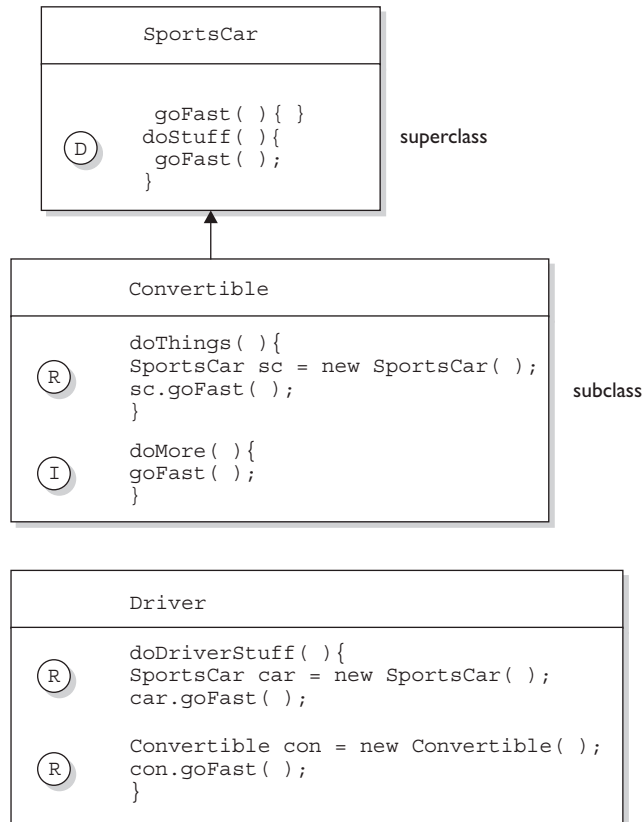 SportsCar
goFast( ){ }
D
doStuff( ){
goFast( );
}
superclass
Convertible
doThings( ){
R
SportsCar sc = new SportsCar( );
sc.goFast( );
}
subclass
doMore( ){
I
goFast( );
}
Driver
doDriverStuff( ){
R
SportsCar car = new SportsCar( );
car.goFast( );
Convertible con = new Convertible( );
R
con.goFast( );
}